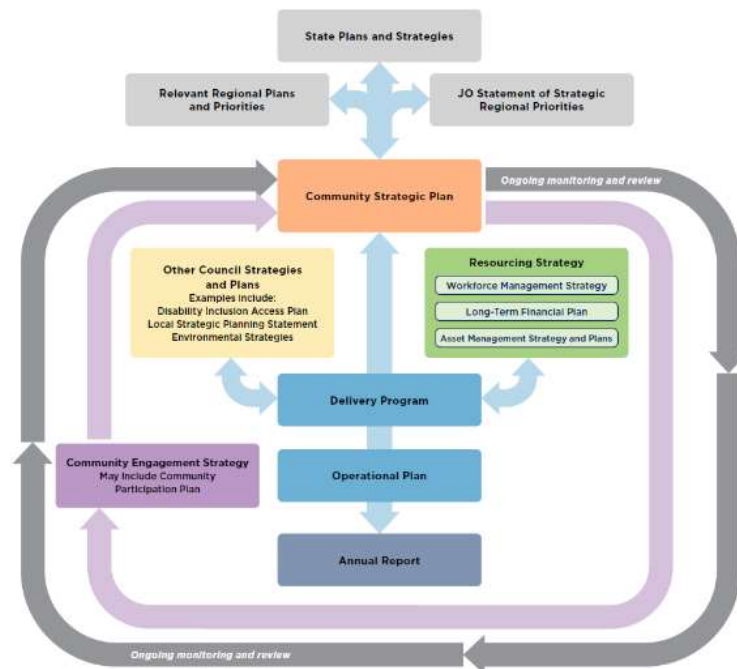 State Plans and Strategies
Relevant Regional Plans
and Priorities
JO Statement of Strategic
Regional Priorities
Community Strategic Plan
Ongoing monitoring and review
Other Council Strategies
and Plans
Examples include:
Disability Inclusion Access Plan
Local Strategic Planning Statement
Environmental Strategies
Resourcing Strategy
Workforce Management Strategy
Long-Term Financial Plan
Asset Management Strategy and Plans
Delivery Program
Community Engagement Strategy
May Include Community
Participation Plan
Operational Plan
Annual Report
Ongoing monitoring and review